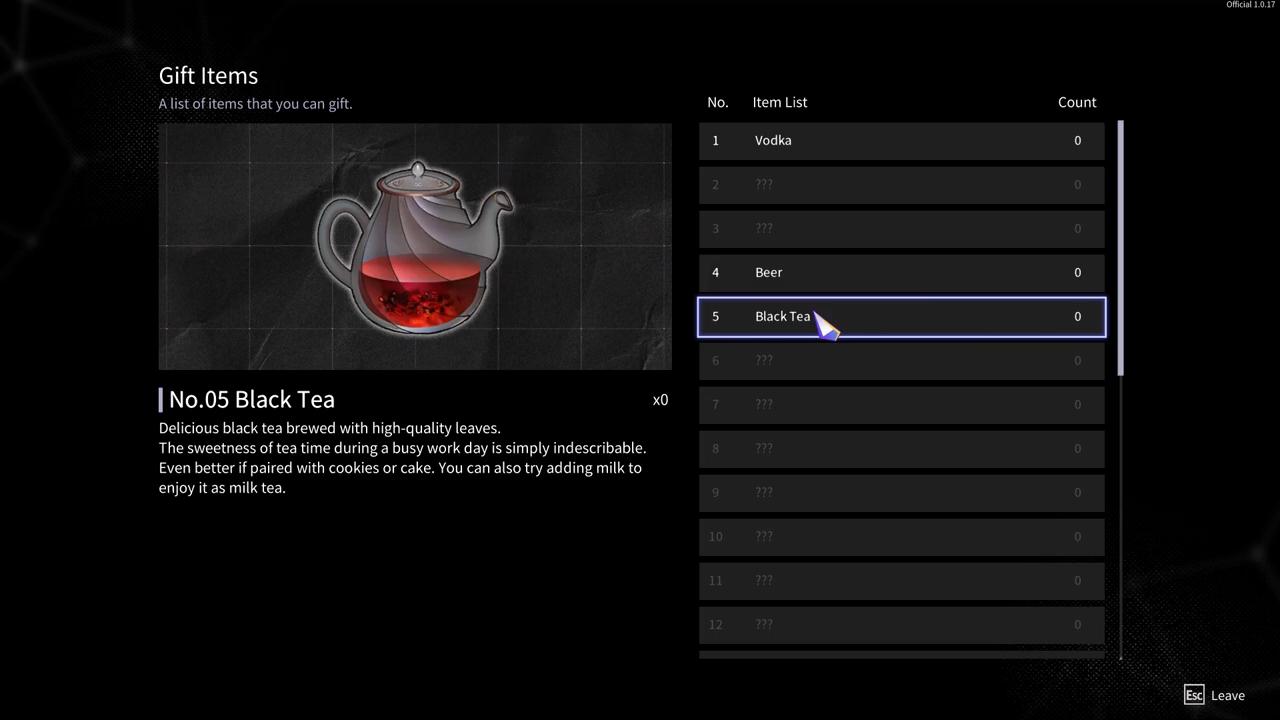 Official 1.0.17
Gift Items
A list of items that you can gift.
No. Item List Count
1 Vodka 0
2 ??? 0
3 ??? 0
4 Beer 0
5 Black Tea 0
6 ??? 0
7 ??? 0
8 ??? 0
9 ??? 0
10 ??? 0
11 ??? 0
12 ??? 0
No.05 Black Tea x0
Delicious black tea brewed with high-quality leaves.
The sweetness of tea time during a busy work day is simply indescribable.
Even better if paired with cookies or cake. You can also try adding milk to
enjoy it as milk tea.
Esc Leave